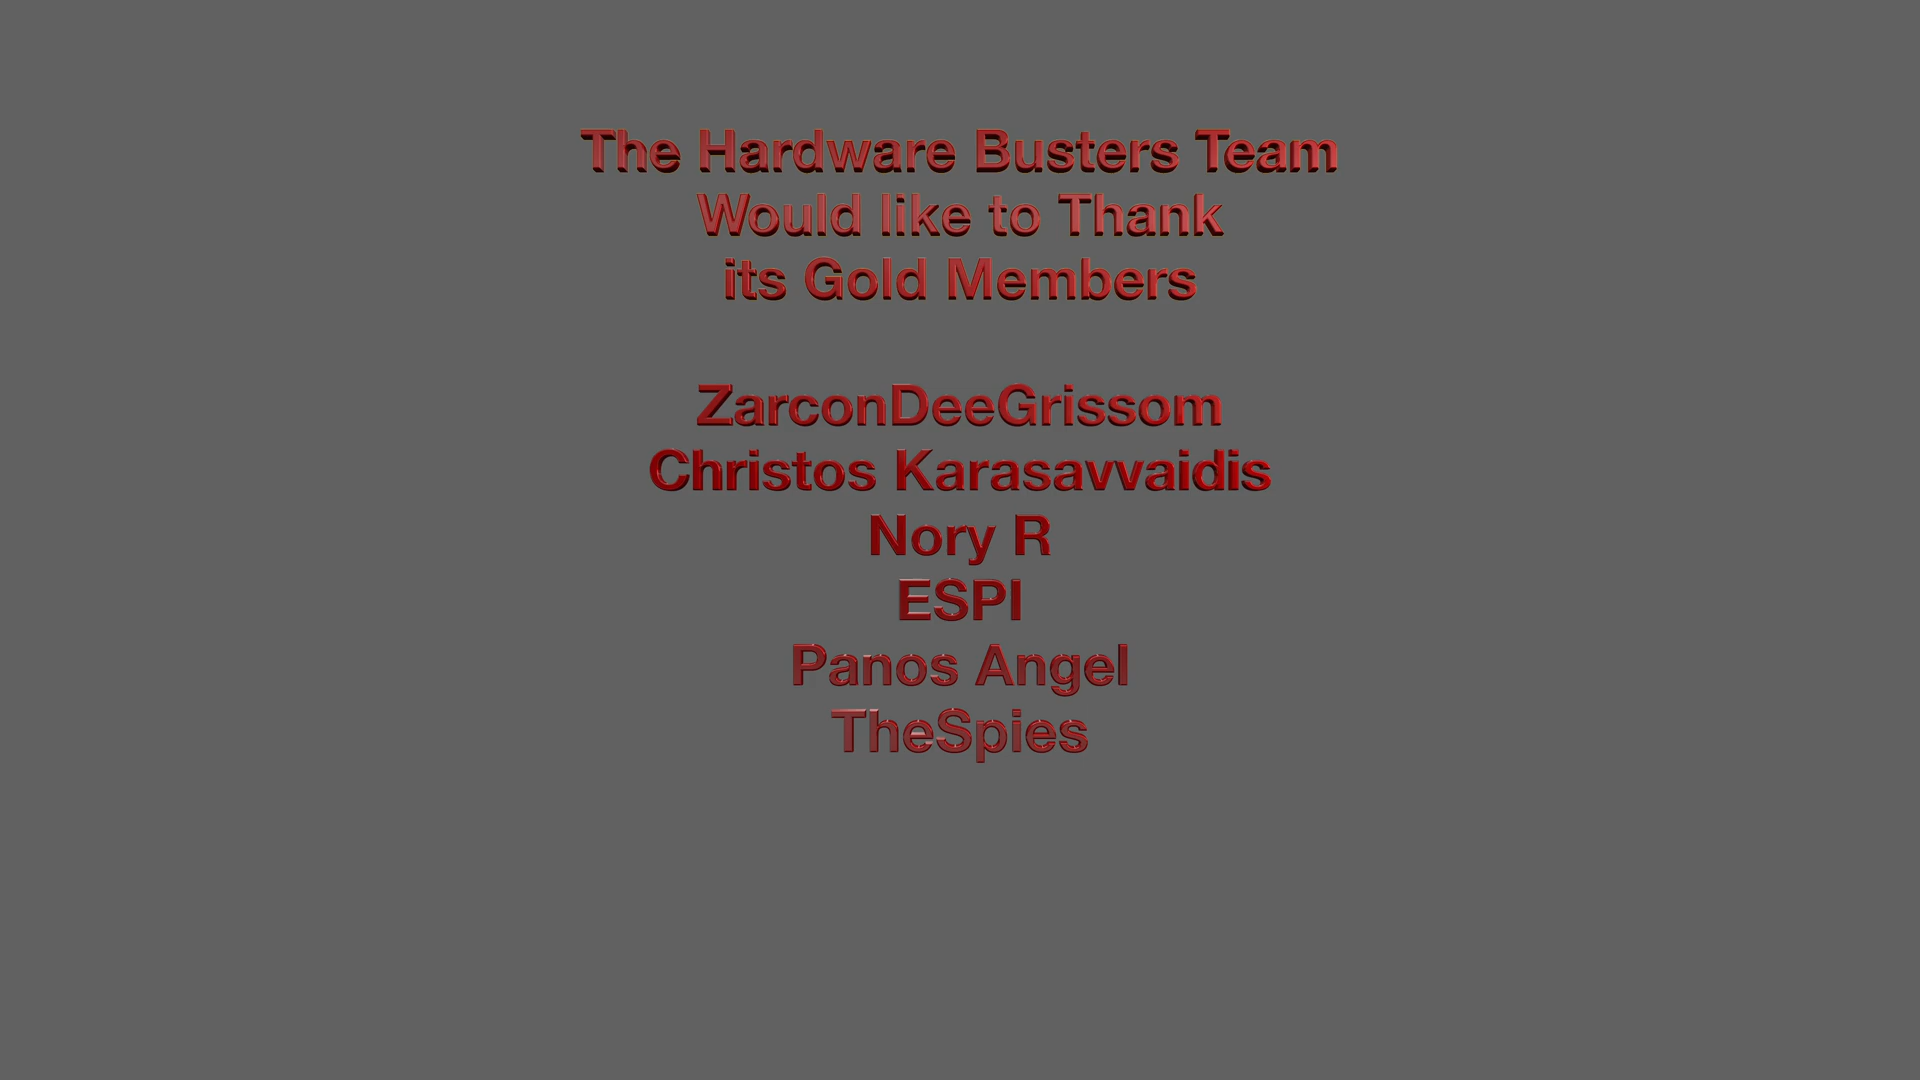 The Hardware Busters Team
Would like to Thank
its Gold Members
ZarconDeeGrissom
Christos Karasavvaidis
Nory R
ESPI
Panos Angel
TheSpies